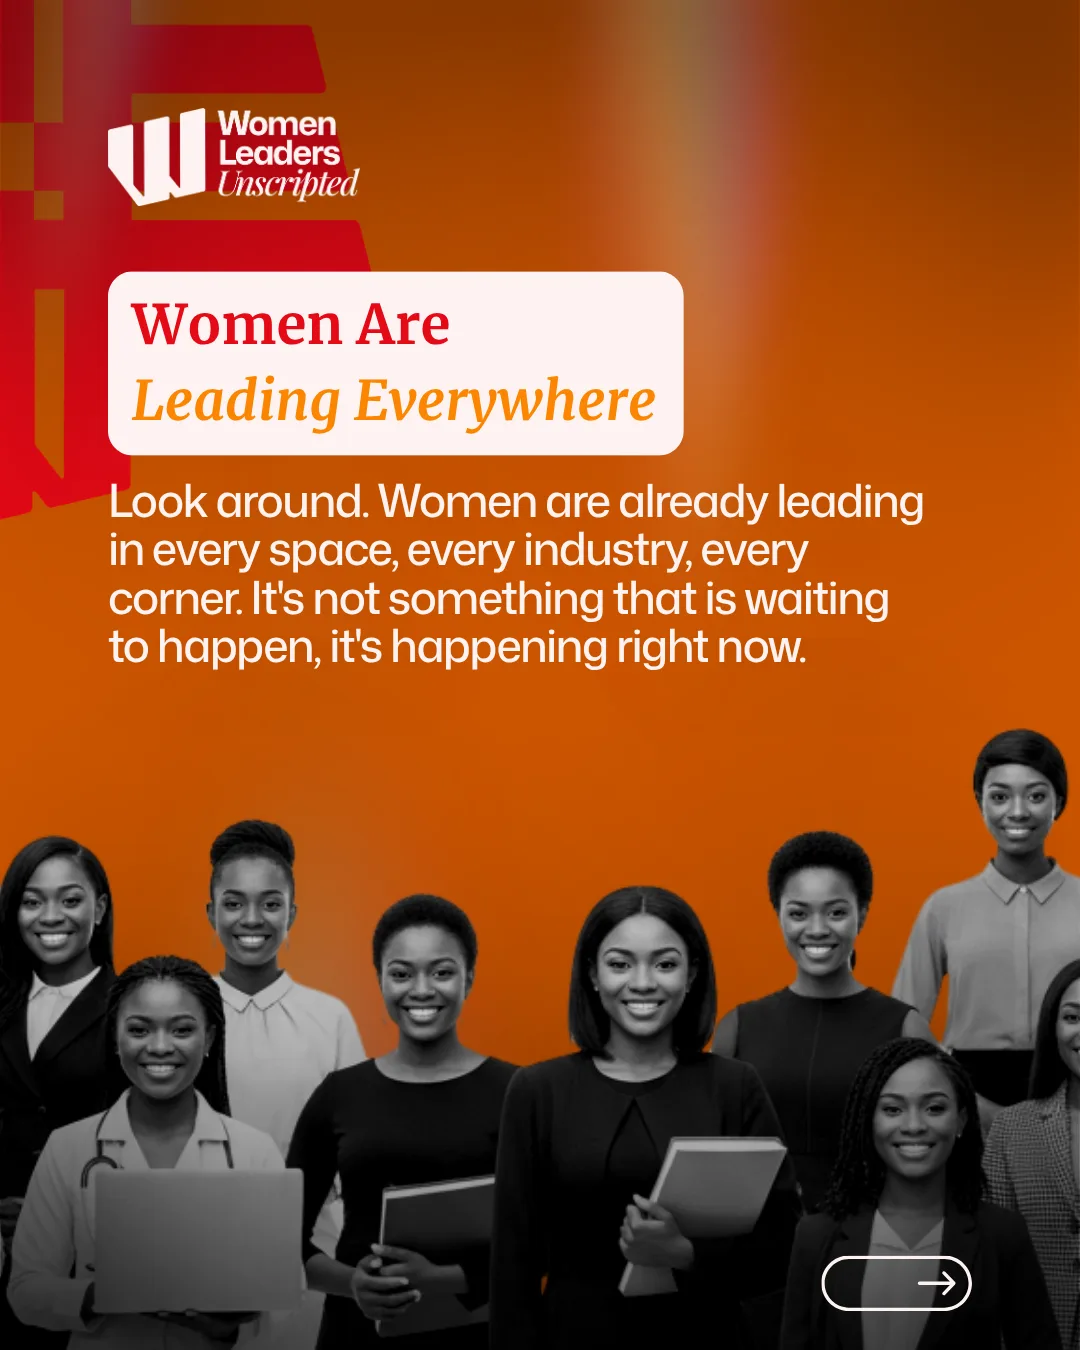 Women
Leaders
Unscripted
Women Are
Leading Everywhere
Look around. Women are already leading
in every space, every industry, every
corner. It's not something that is waiting
to happen, it's happening right now.